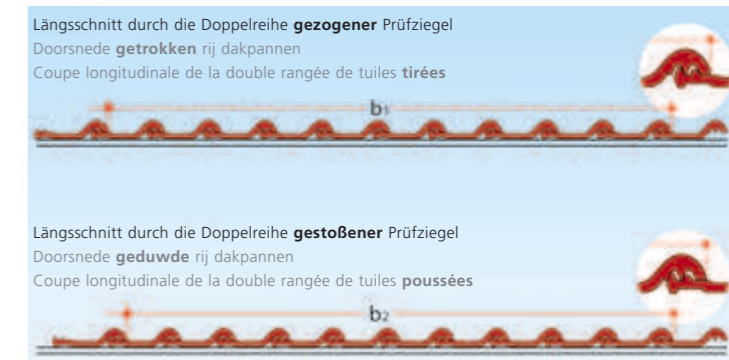 Längsschnitt durch die Doppelreihe gezogener Prüfziegel
Doorsnede getrokken rij dakpannen
Coupe longitudinale de la double rangée de tuiles tirées
b1
Längsschnitt durch die Doppelreihe gestoßener Prüfziegel
Doorsnede geduwde rij dakpannen
Coupe longitudinale de la double rangée de tuiles poussées
b2